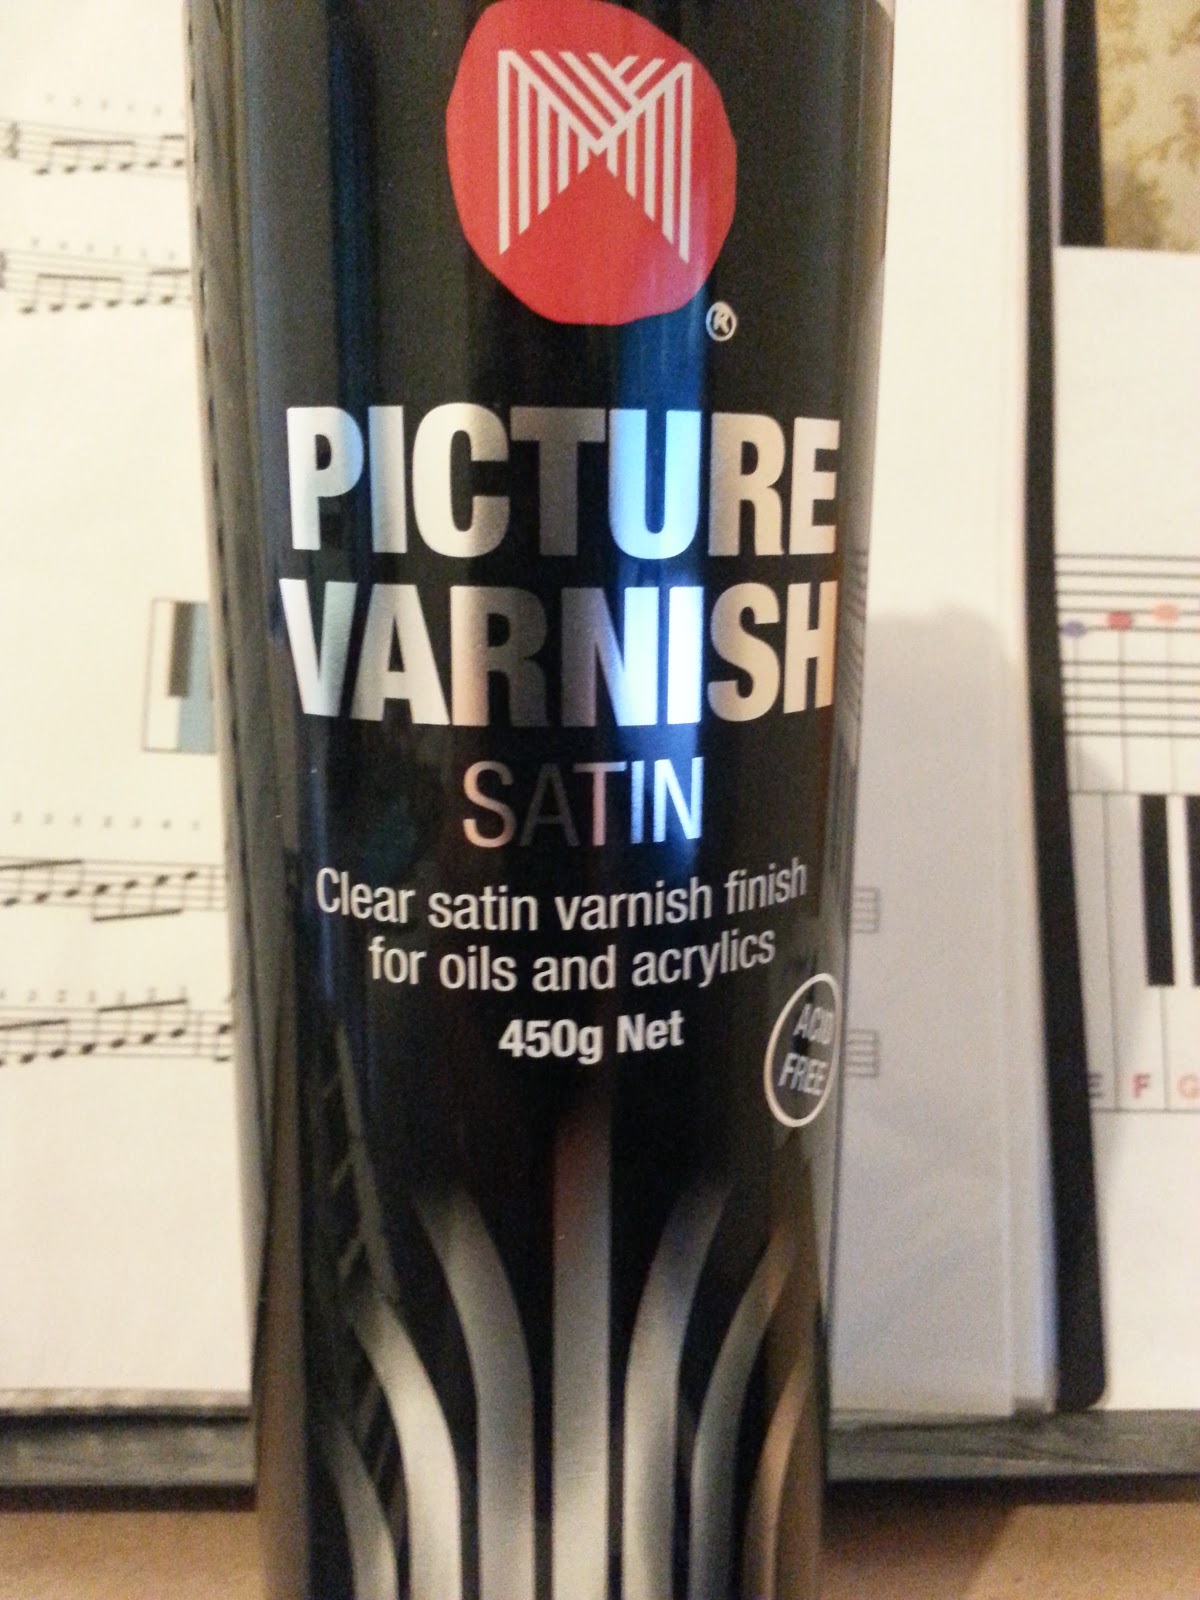 ®
PICTURE
VARNISH
SATIN
Clear satin varnish finish
for oils and acrylics
450g Net
ACID
FREE
E F G